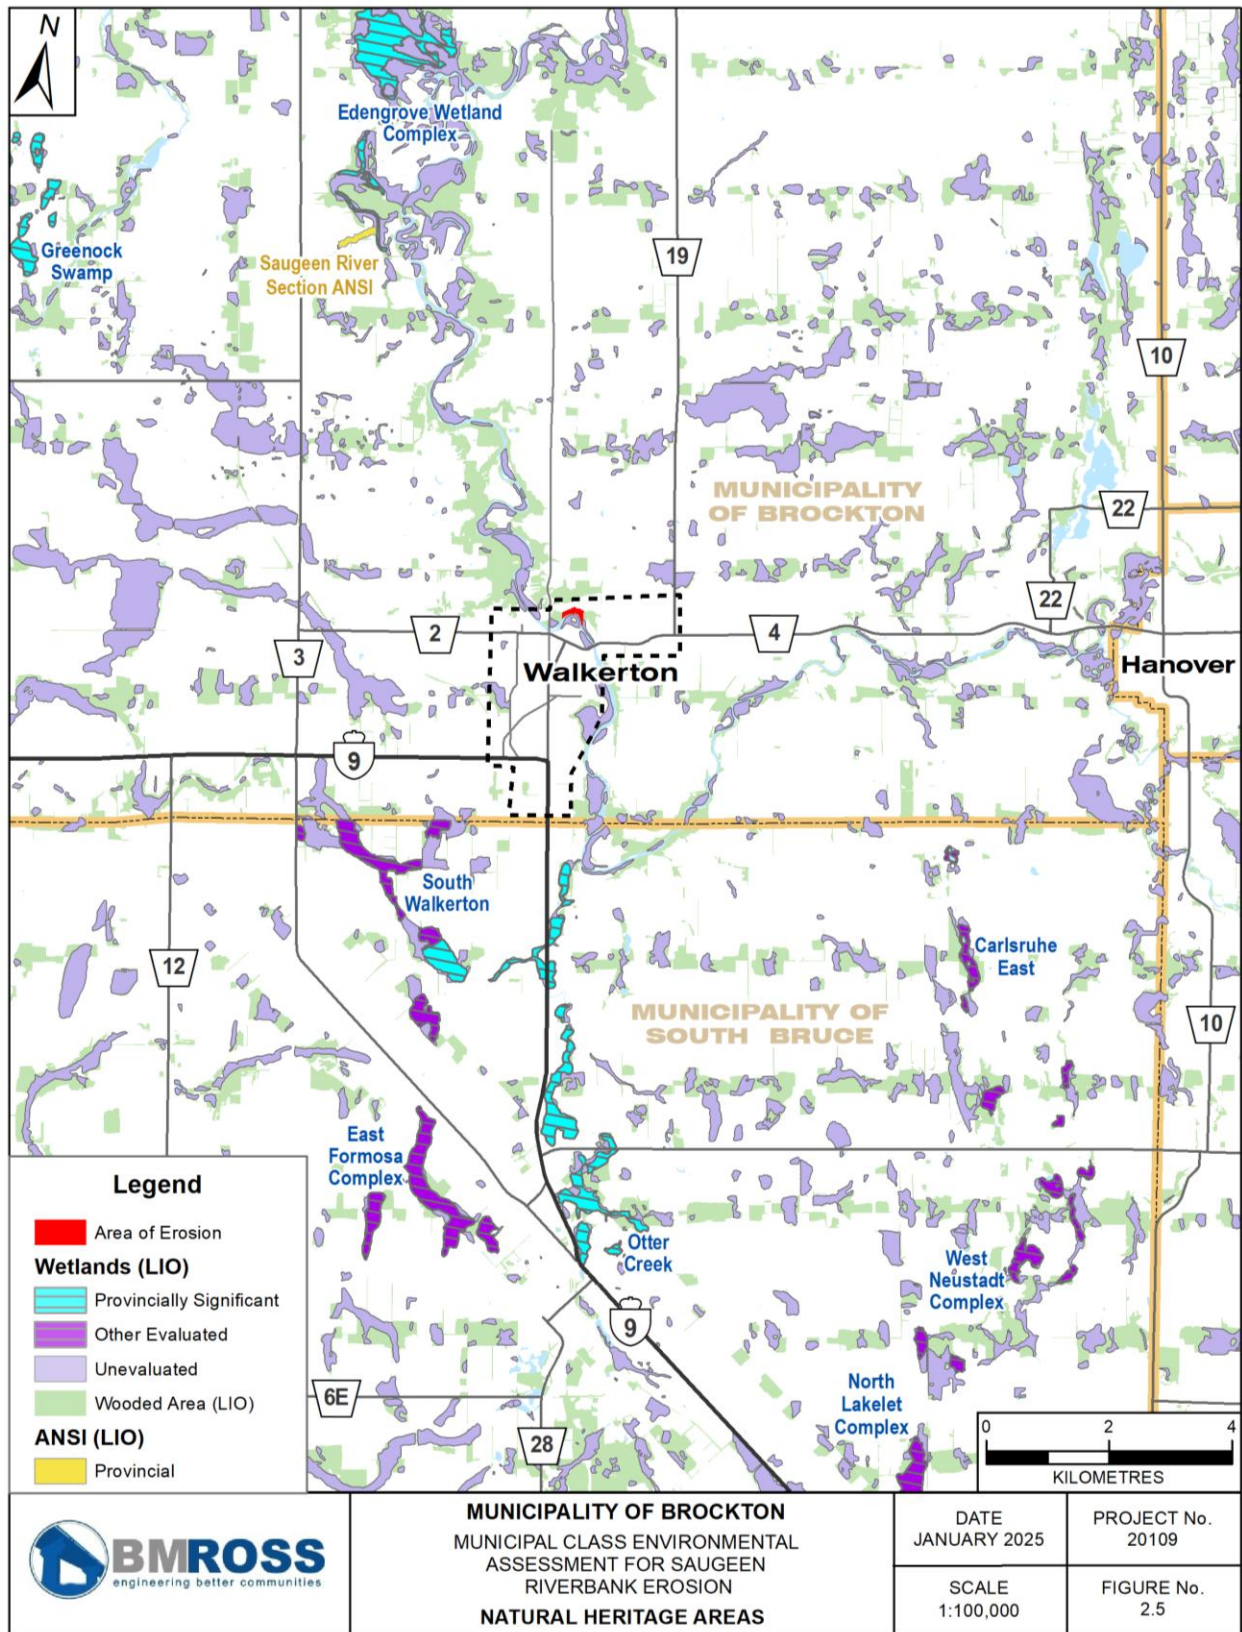 N
Edengrove Wetland
Complex
Greenock
Swamp
Saugeen River
Section ANSI
19
10
MUNICIPALITY
OF BROCKTON
22
22
2
4
3
Walkerton
Hanover
9
South
Walkerton
12
Carlsruhe
East
MUNICIPALITY OF
SOUTH BRUCE
10
East
Formosa
Complex
Otter
Creek
West
Neustadt
Complex
9
North
Lakelet
Complex
6E
28
Legend
Area of Erosion
Wetlands (LIO)
Provincially Significant
Other Evaluated
Unevaluated
Wooded Area (LIO)
ANSI (LIO)
Provincial
0 2 4
KILOMETRES
BMROSS
engineering better communities
MUNICIPALITY OF BROCKTON
MUNICIPAL CLASS ENVIRONMENTAL
ASSESSMENT FOR SAUGEEN
RIVERBANK EROSION
NATURAL HERITAGE AREAS
DATE
JANUARY 2025
PROJECT No.
20109
SCALE
1:100,000
FIGURE No.
2.5